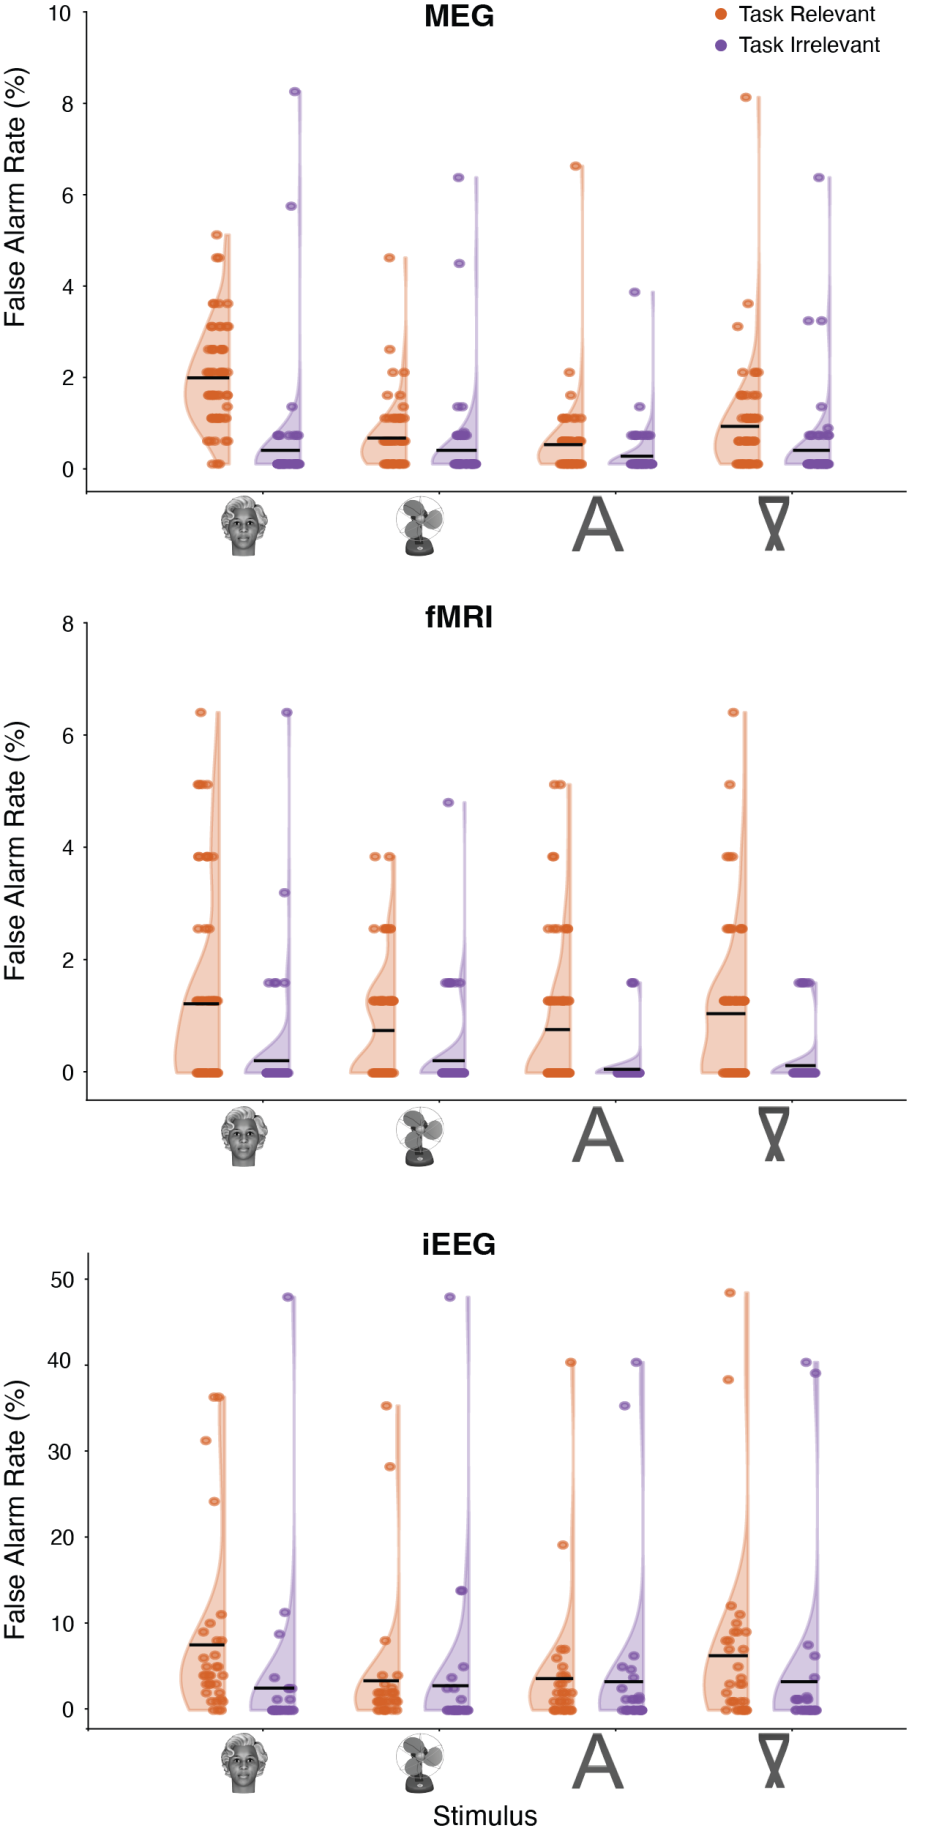 MEG
Task Relevant
Task Irrelevant
False Alarm Rate (%)
10
8
6
4
2
0
A
fMRI
False Alarm Rate (%)
8
6
4
2
0
A
iEEG
False Alarm Rate (%)
50
40
30
20
10
0
A
Stimulus